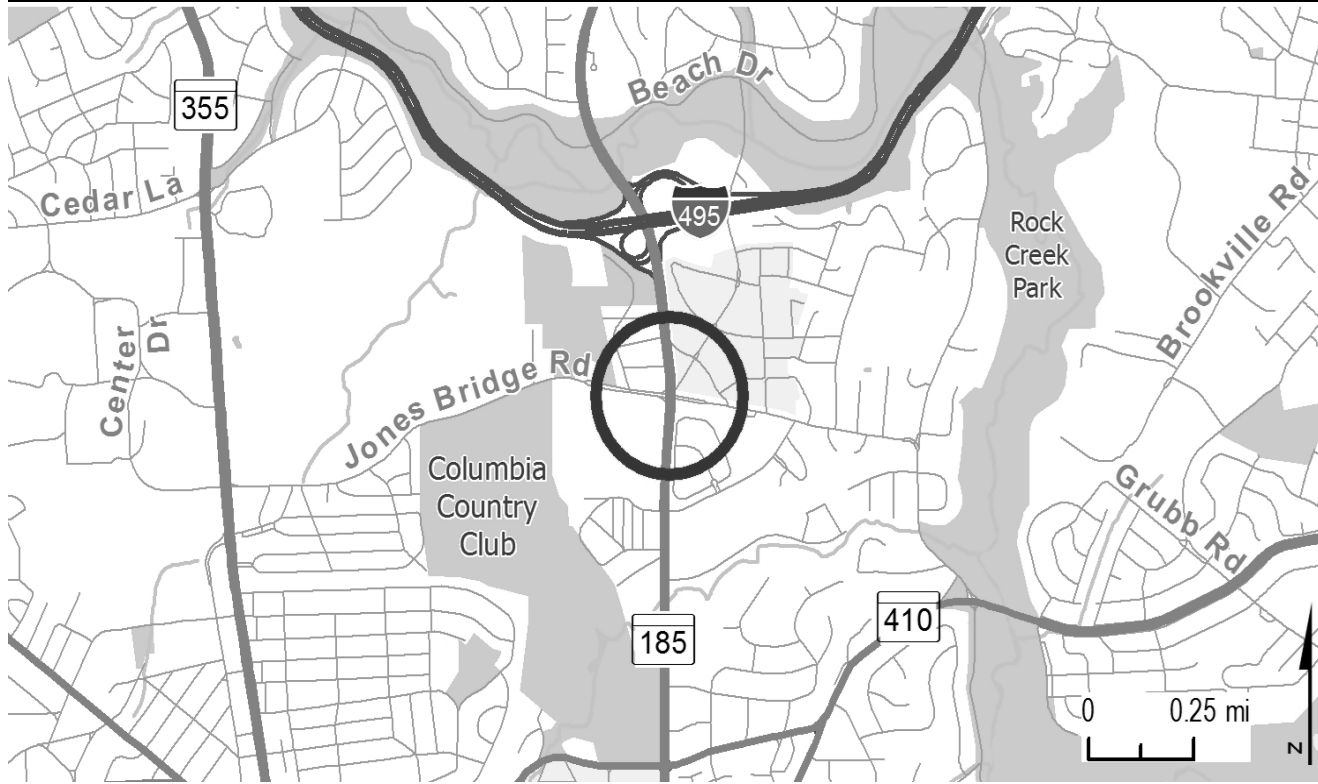 355
Beach Dr
Cedar La
495
Rock
Creek
Park
Brookville Rd
Center
Dr
Jones Bridge Rd
Columbia
Country
Club
Grubb Rd
185
410
0 0.25 mi
N